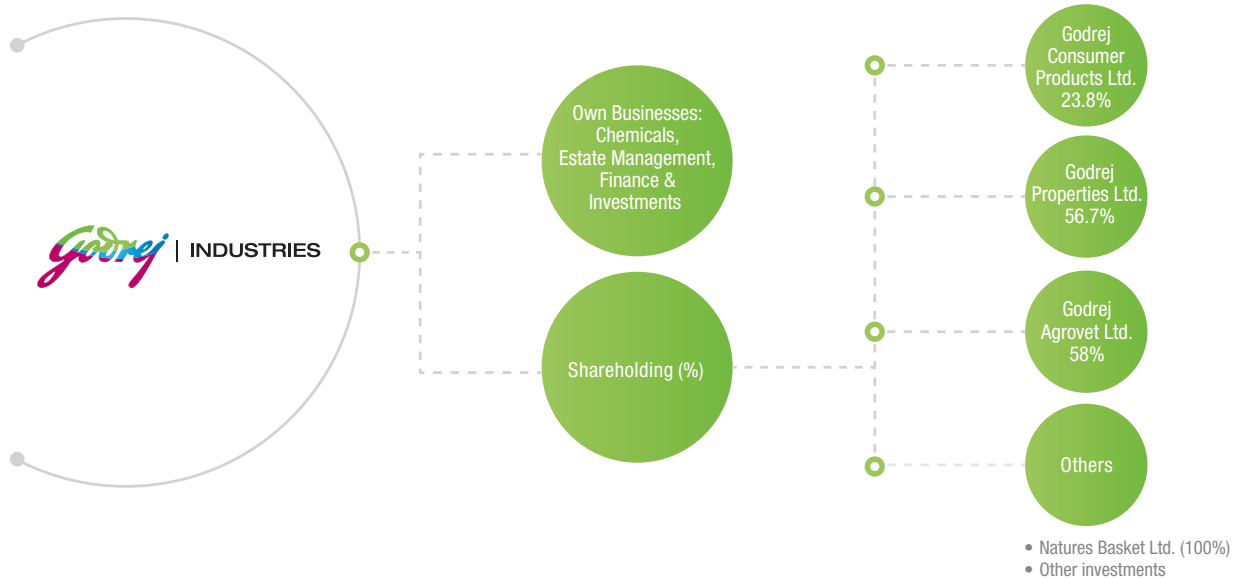 Godrej | INDUSTRIES
Own Businesses:
Chemicals,
Estate Management,
Finance &
Investments
Shareholding (%)
Godrej
Consumer
Products Ltd.
23.8%
Godrej
Properties Ltd.
56.7%
Godrej
Agrovet Ltd.
58%
Others
• Natures Basket Ltd. (100%)
• Other investments